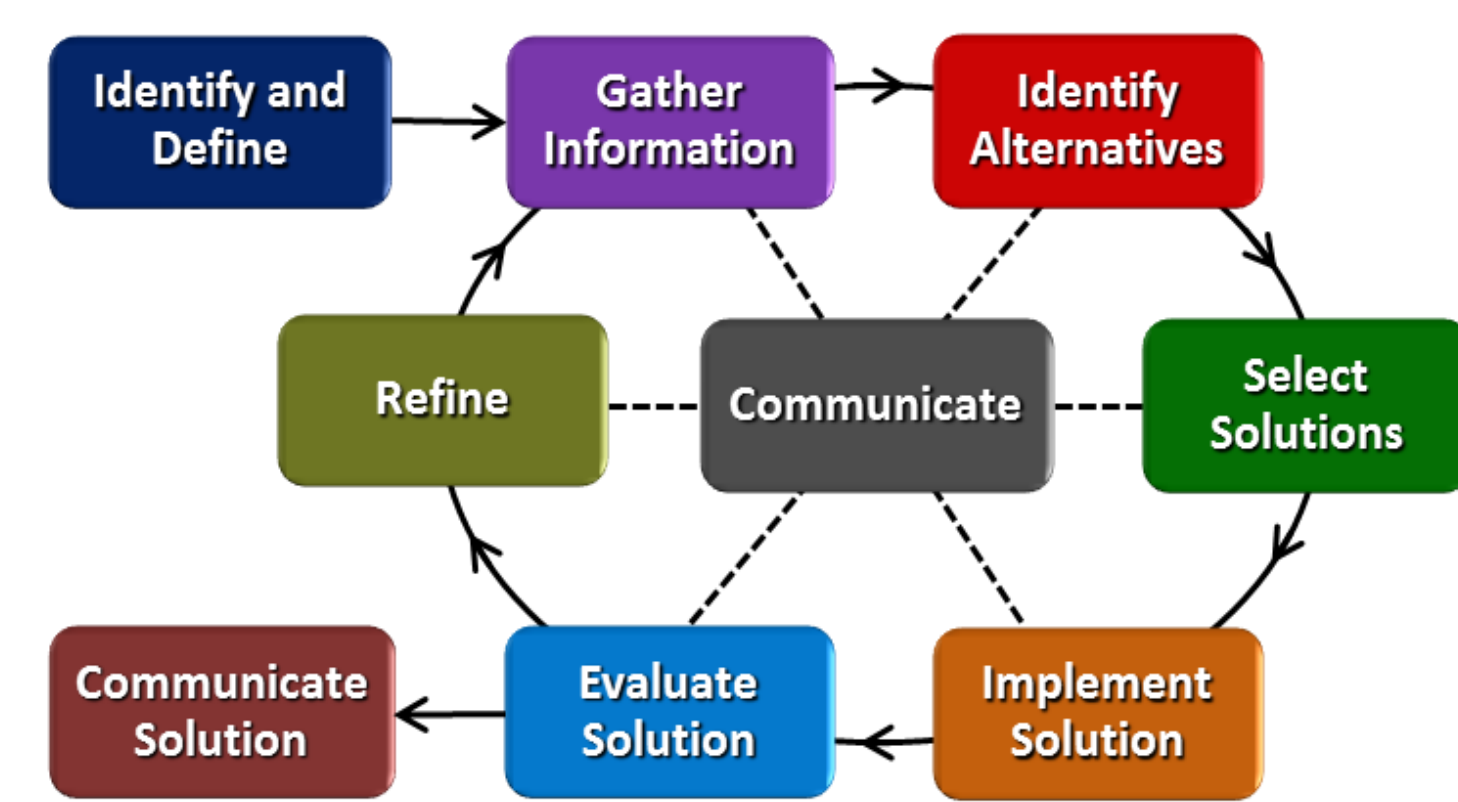 Identify and
Define
Gather
Information
Identify
Alternatives
Refine
Communicate
Select
Solutions
Communicate
Solution
Evaluate
Solution
Implement
Solution